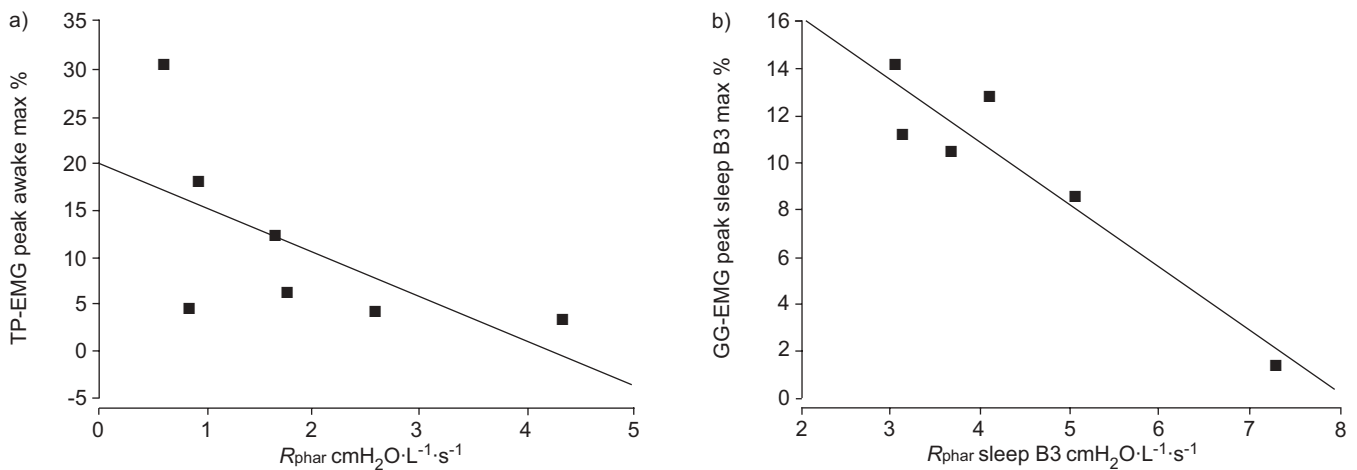 a)
TP-EMG peak awake max %
35
30
25
20
15
10
5
0
-5
0 1 2 3 4 5
Rphar cmH₂O·L⁻¹·s⁻¹
b)
GG-EMG peak sleep B3 max %
16
14
12
10
8
6
4
2
0
2 3 4 5 6 7 8
Rphar sleep B3 cmH₂O·L⁻¹·s⁻¹